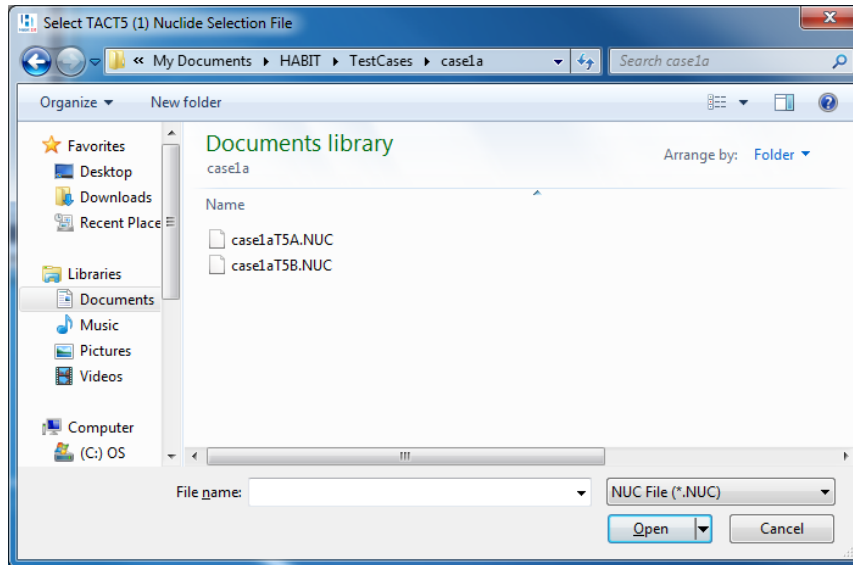 Select TACT5 (1) Nuclide Selection File
« My Documents ▸ HABIT ▸ TestCases ▸ case1a
Search case1a
Organize ▾ New folder
Favorites
Desktop
Downloads
Recent Place
Libraries
Documents
Music
Pictures
Videos
Computer
(C:) OS
Documents library
case1a
Arrange by: Folder ▾
Name
case1aT5A.NUC
case1aT5B.NUC
File name:
NUC File (*.NUC)
Open
Cancel